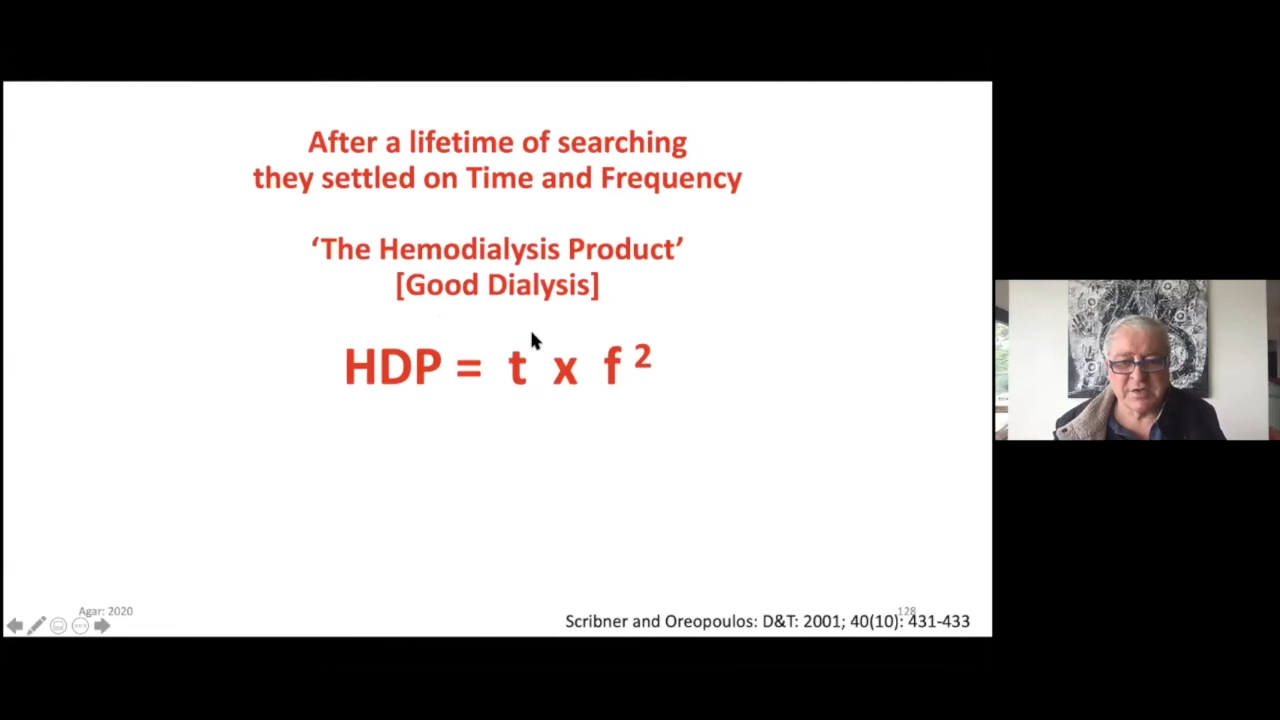 After a lifetime of searching
they settled on Time and Frequency
‘The Hemodialysis Product’
[Good Dialysis]
HDP = t x f ²
Agar: 2020
128
Scribner and Oreopoulos: D&T: 2001; 40(10): 431-433